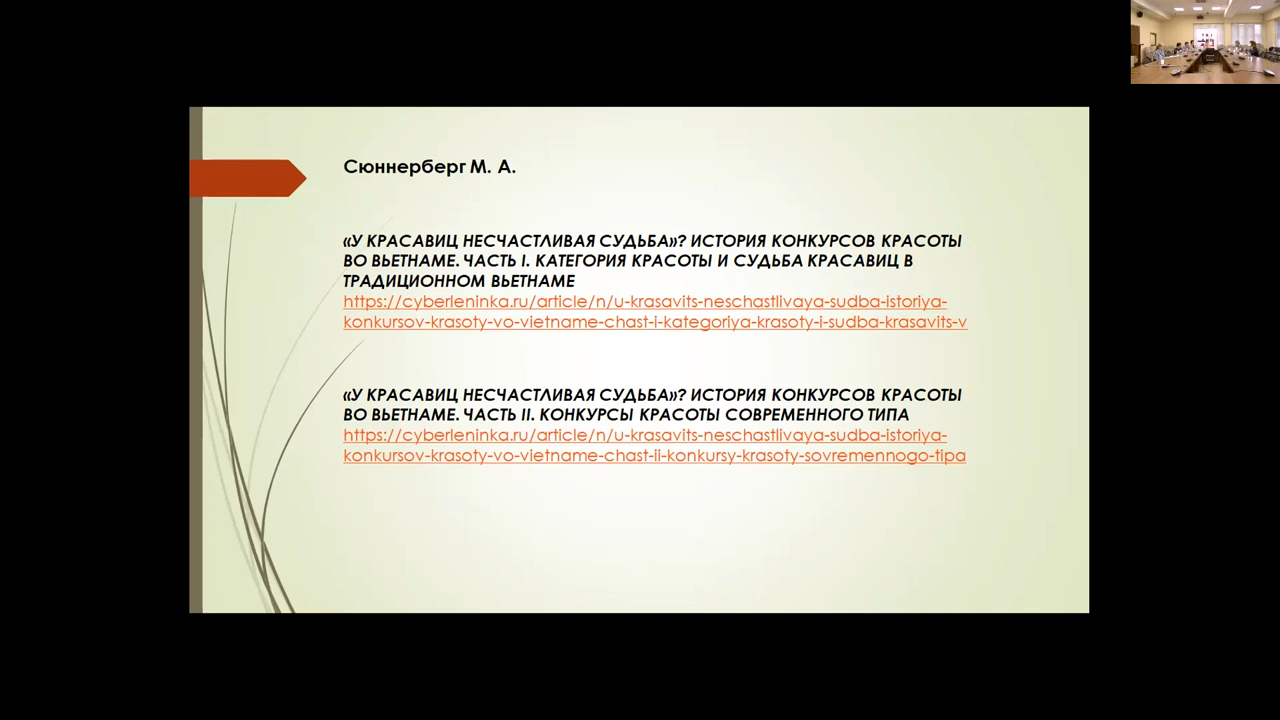 Сюннерберг М. А.
«У КРАСАВИЦ НЕСЧАСТЛИВАЯ СУДЬБА»? ИСТОРИЯ КОНКУРСОВ КРАСОТЫ
ВО ВЬЕТНАМЕ. ЧАСТЬ I. КАТЕГОРИЯ КРАСОТЫ И СУДЬБА КРАСАВИЦ В
ТРАДИЦИОННОМ ВЬЕТНАМЕ
https://cyberleninka.ru/article/n/u-krasavits-neschastlivaya-sudba-istoriya-
konkursov-krasoty-vo-vietname-chast-i-kategoriya-krasoty-i-sudba-krasavits-v
«У КРАСАВИЦ НЕСЧАСТЛИВАЯ СУДЬБА»? ИСТОРИЯ КОНКУРСОВ КРАСОТЫ
ВО ВЬЕТНАМЕ. ЧАСТЬ II. КОНКУРСЫ КРАСОТЫ СОВРЕМЕННОГО ТИПА
https://cyberleninka.ru/article/n/u-krasavits-neschastlivaya-sudba-istoriya-
konkursov-krasoty-vo-vietname-chast-ii-konkursy-krasoty-sovremennogo-tipa